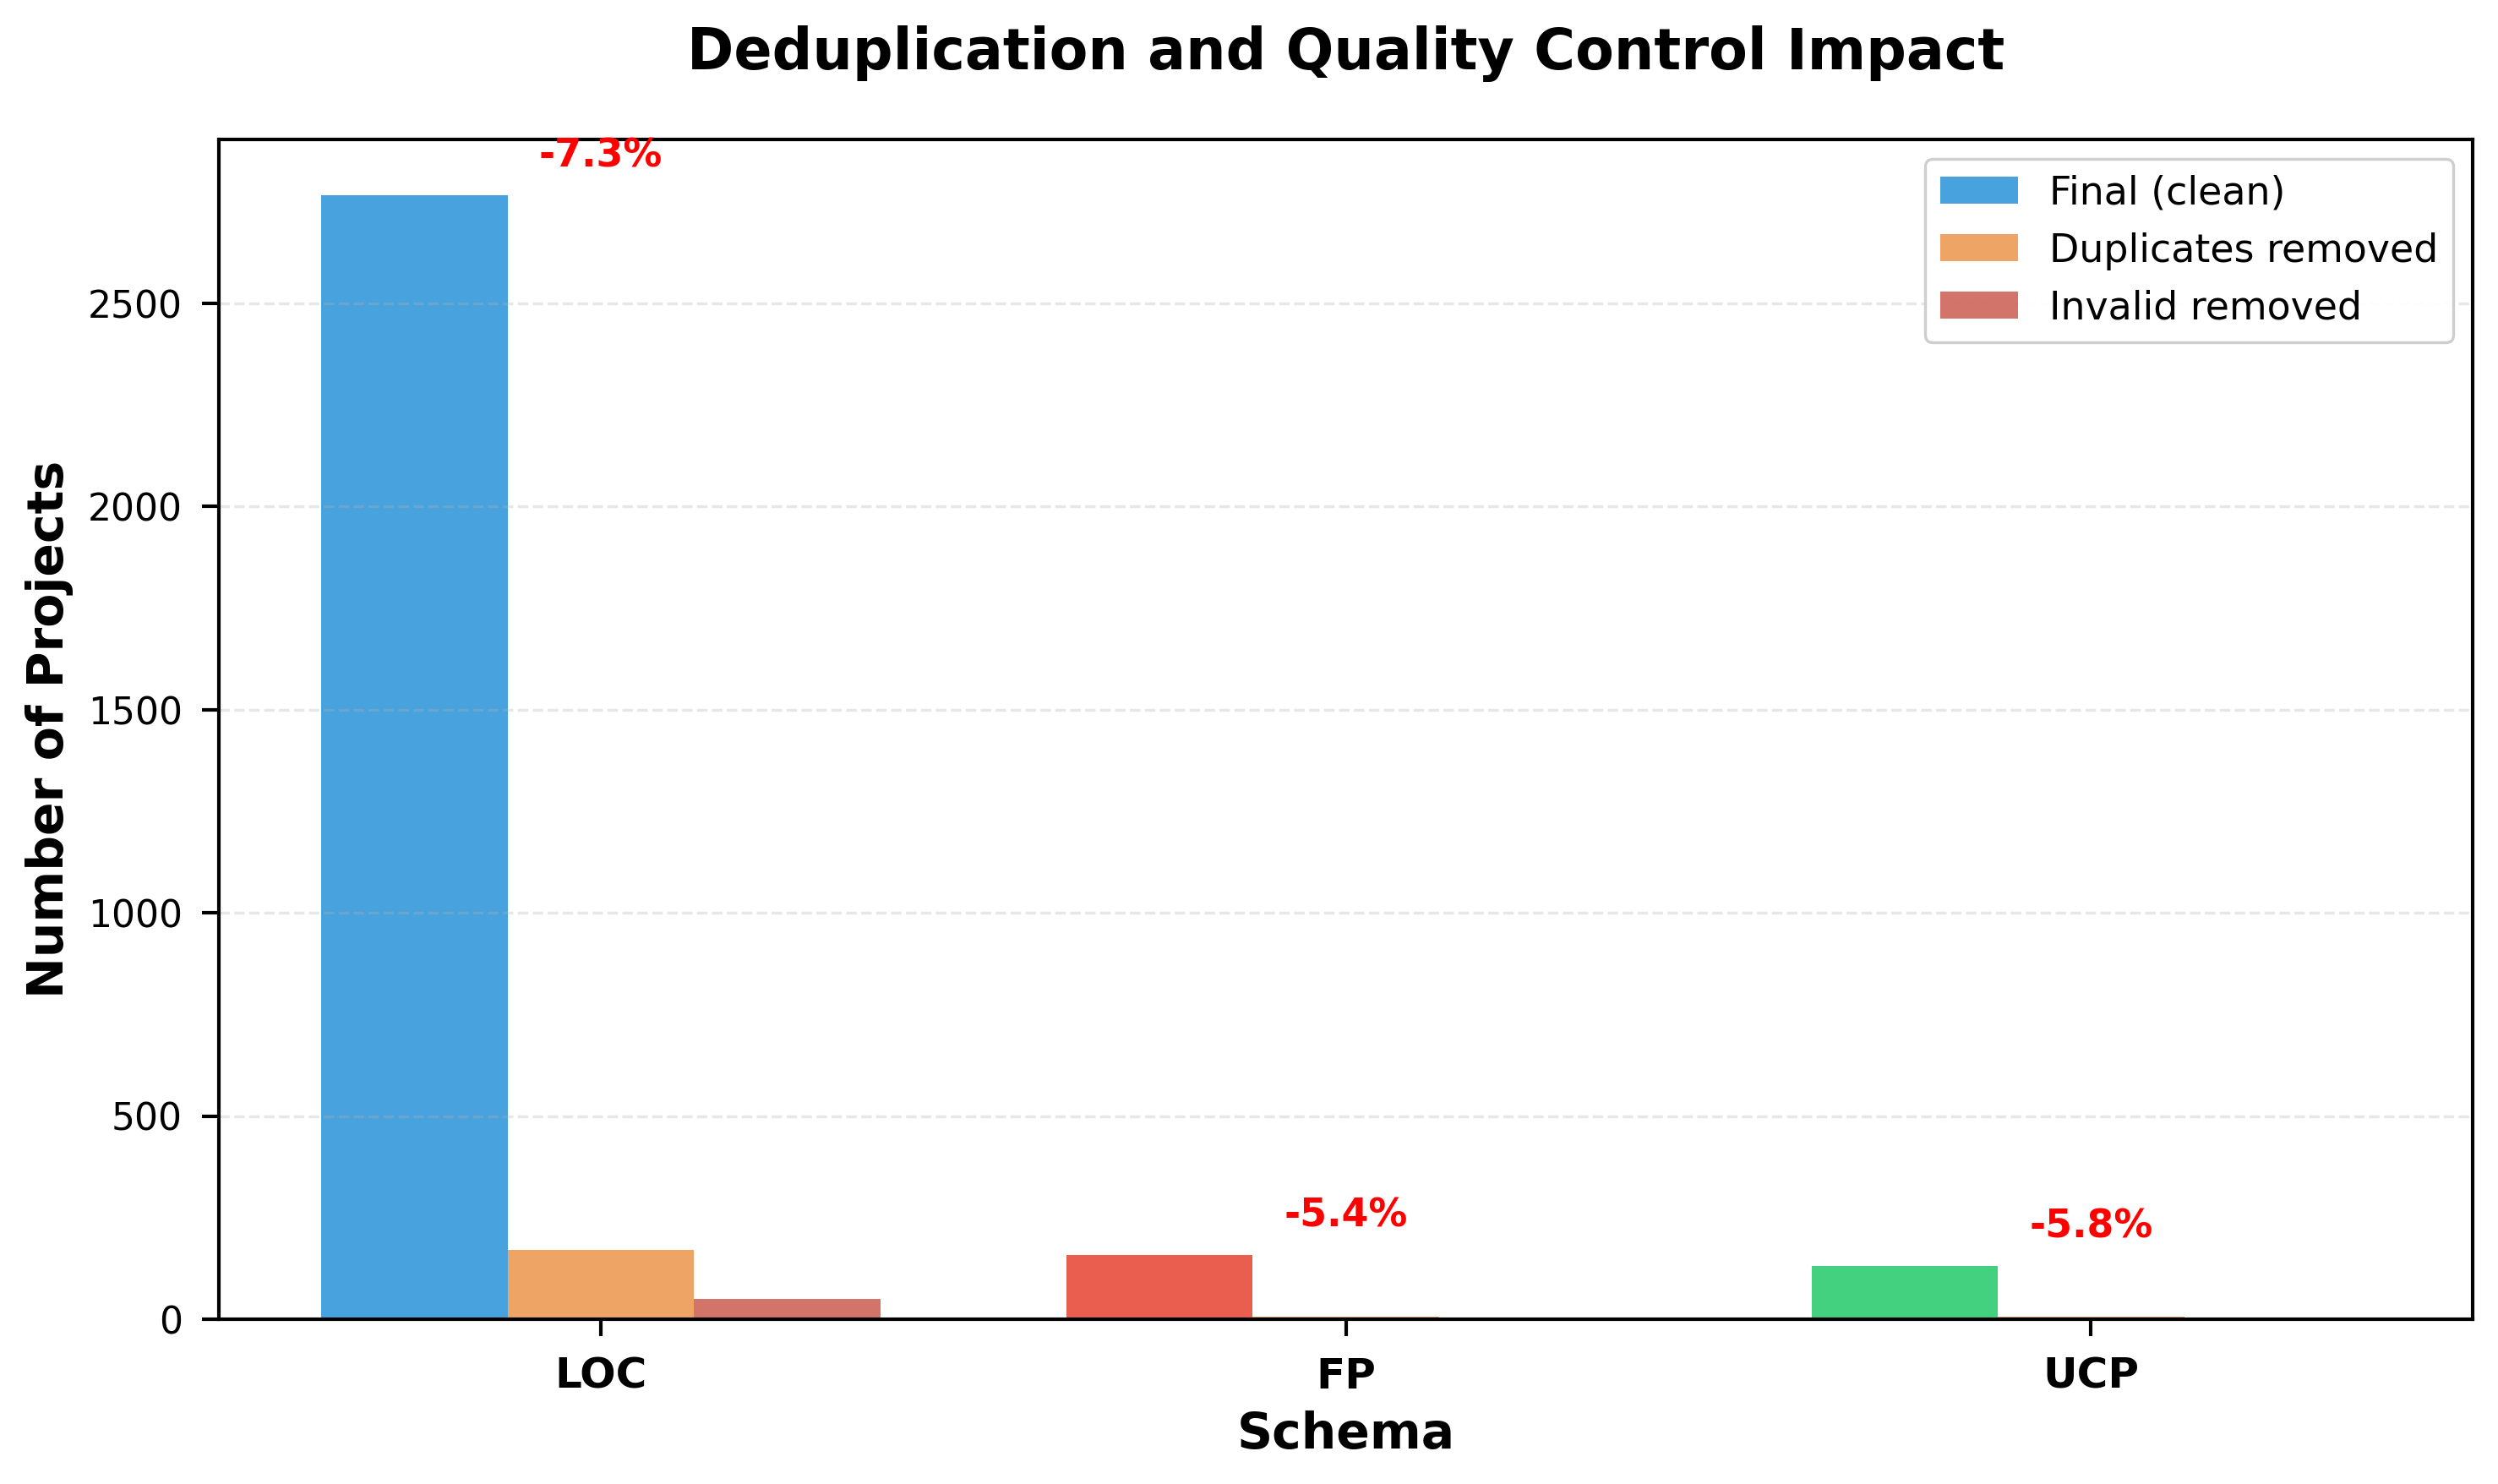 Deduplication and Quality Control Impact
-7.3%
Final (clean)
Duplicates removed
Invalid removed
Number of Projects
2500
2000
1500
1000
500
0
-5.4%
-5.8%
LOC
FP
UCP
Schema